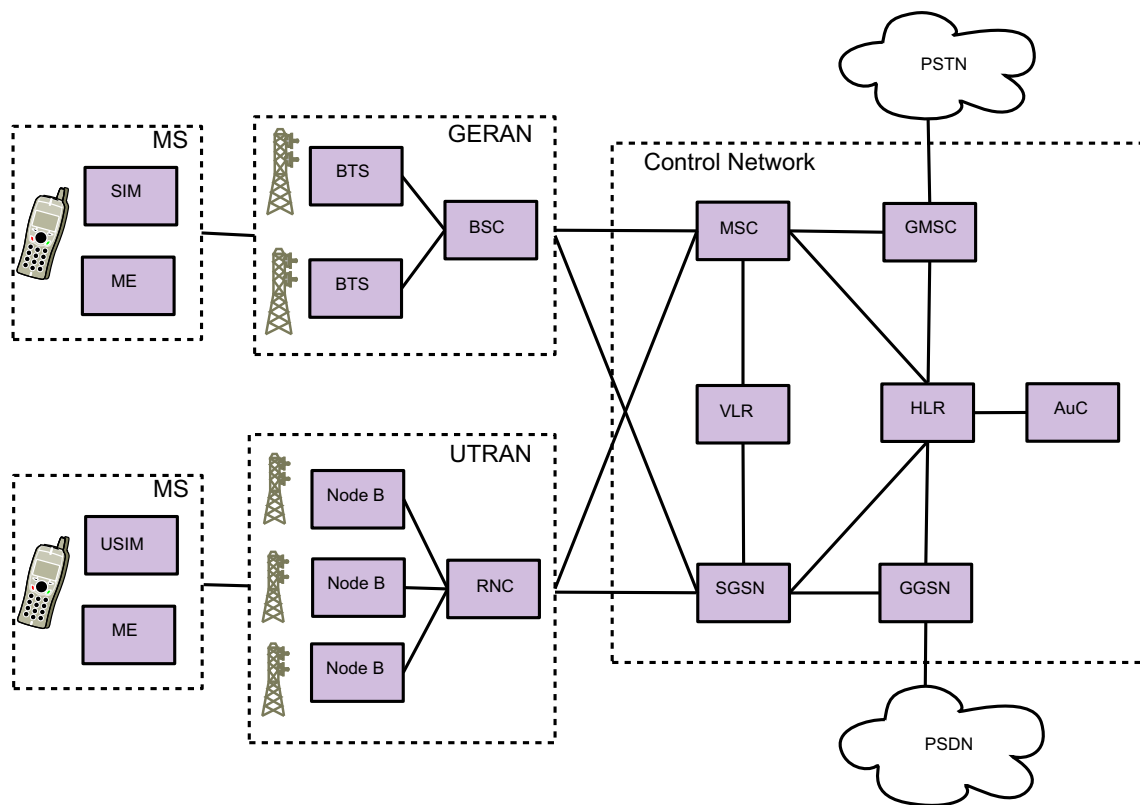 PSTN
MS
SIM
ME
GERAN
BTS
BTS
BSC
Control Network
MSC
GMSC
VLR
HLR
AuC
MS
USIM
ME
UTRAN
Node B
Node B
Node B
RNC
SGSN
GGSN
PSDN